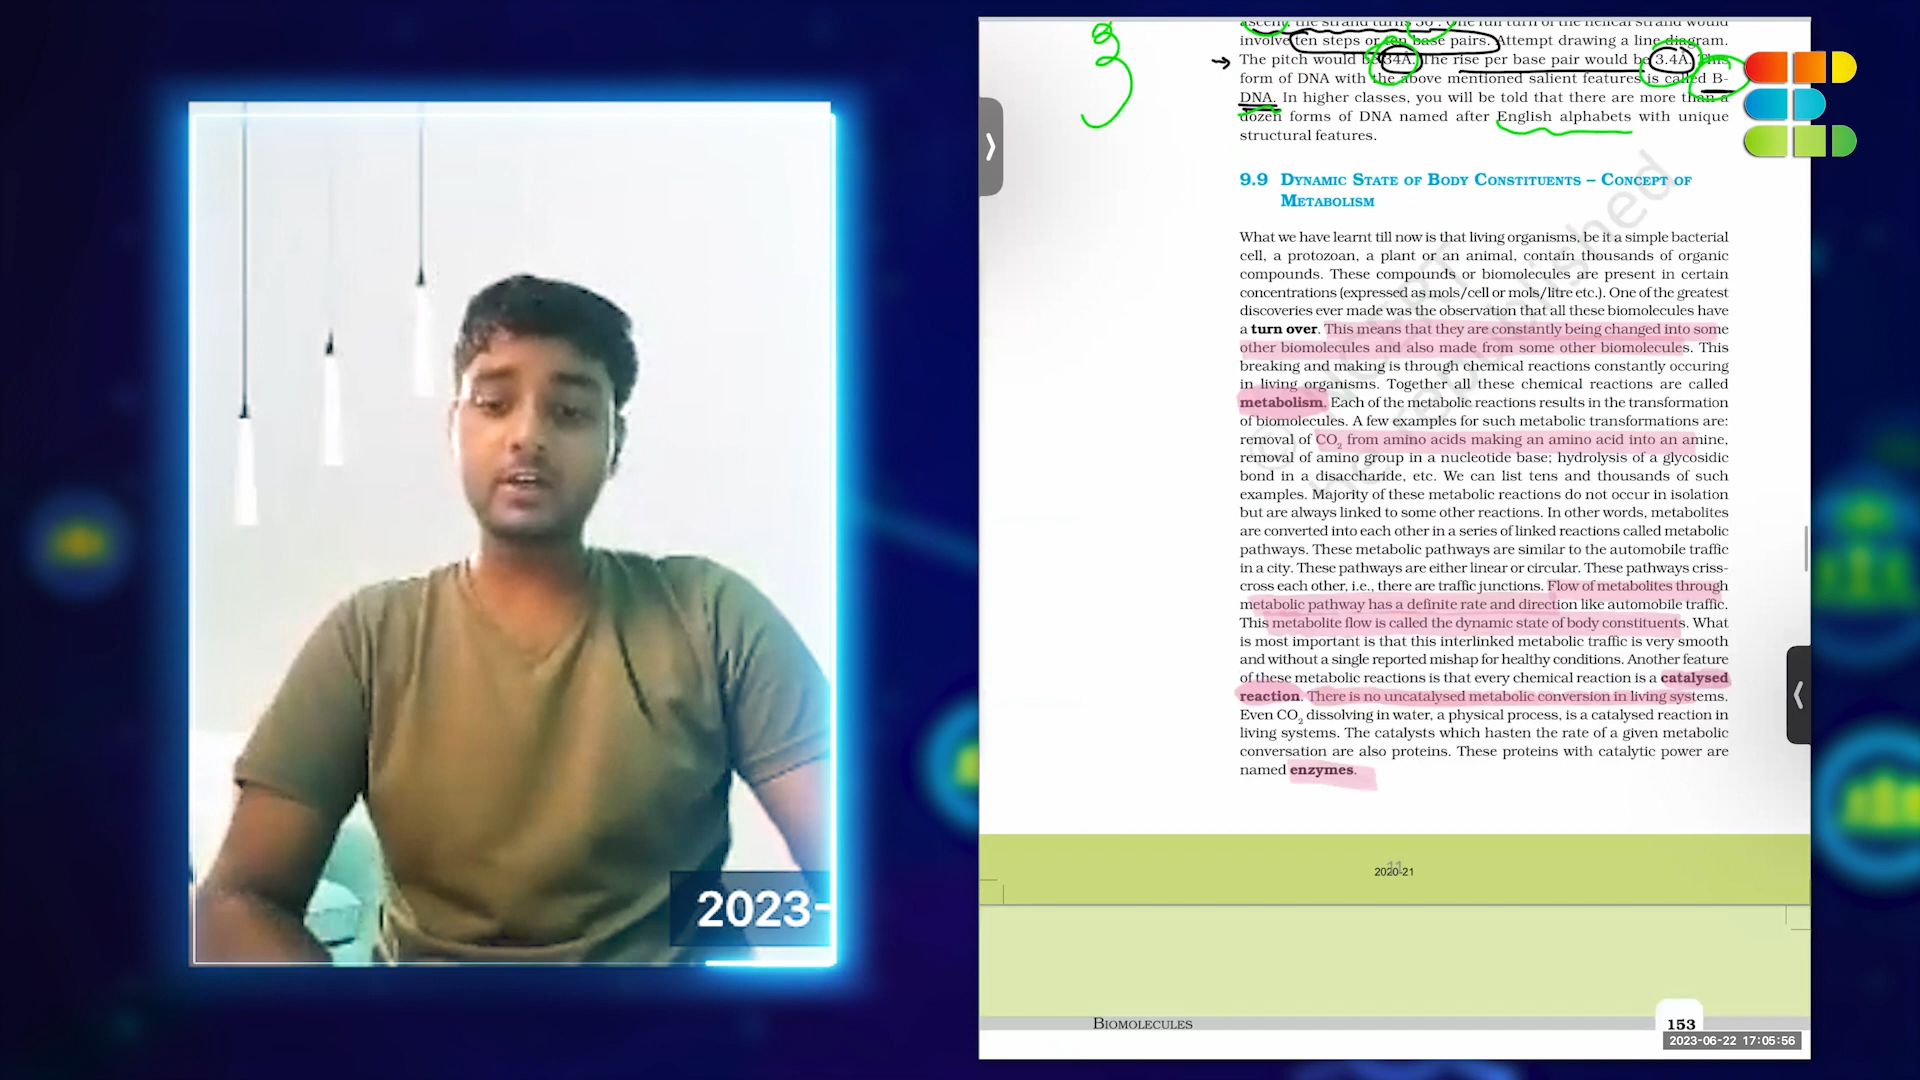 ascend, the strand turns 36°. One full turn of the helical strand would
involve ten steps or ten base pairs. Attempt drawing a line diagram.
The pitch would be 34Å. The rise per base pair would be 3.4Å. This
form of DNA with the above mentioned salient features is called B-
DNA. In higher classes, you will be told that there are more than a
dozen forms of DNA named after English alphabets with unique
structural features.
9.9 Dynamic State of Body Constituents – Concept of
Metabolism
What we have learnt till now is that living organisms, be it a simple bacterial
cell, a protozoan, a plant or an animal, contain thousands of organic
compounds. These compounds or biomolecules are present in certain
concentrations (expressed as mols/cell or mols/litre etc.). One of the greatest
discoveries ever made was the observation that all these biomolecules have
a turn over. This means that they are constantly being changed into some
other biomolecules and also made from some other biomolecules. This
breaking and making is through chemical reactions constantly occuring
in living organisms. Together all these chemical reactions are called
metabolism. Each of the metabolic reactions results in the transformation
of biomolecules. A few examples for such metabolic transformations are:
removal of CO₂ from amino acids making an amino acid into an amine,
removal of amino group in a nucleotide base; hydrolysis of a glycosidic
bond in a disaccharide, etc. We can list tens and thousands of such
examples. Majority of these metabolic reactions do not occur in isolation
but are always linked to some other reactions. In other words, metabolites
are converted into each other in a series of linked reactions called metabolic
pathways. These metabolic pathways are similar to the automobile traffic
in a city. These pathways are either linear or circular. These pathways criss-
cross each other, i.e., there are traffic junctions. Flow of metabolites through
metabolic pathway has a definite rate and direction like automobile traffic.
This metabolite flow is called the dynamic state of body constituents. What
is most important is that this interlinked metabolic traffic is very smooth
and without a single reported mishap for healthy conditions. Another feature
of these metabolic reactions is that every chemical reaction is a catalysed
reaction. There is no uncatalysed metabolic conversion in living systems.
Even CO₂ dissolving in water, a physical process, is a catalysed reaction in
living systems. The catalysts which hasten the rate of a given metabolic
conversation are also proteins. These proteins with catalytic power are
named enzymes.
11
2020-21
Biomolecules
153
2023-06-22 17:05:56
2023-